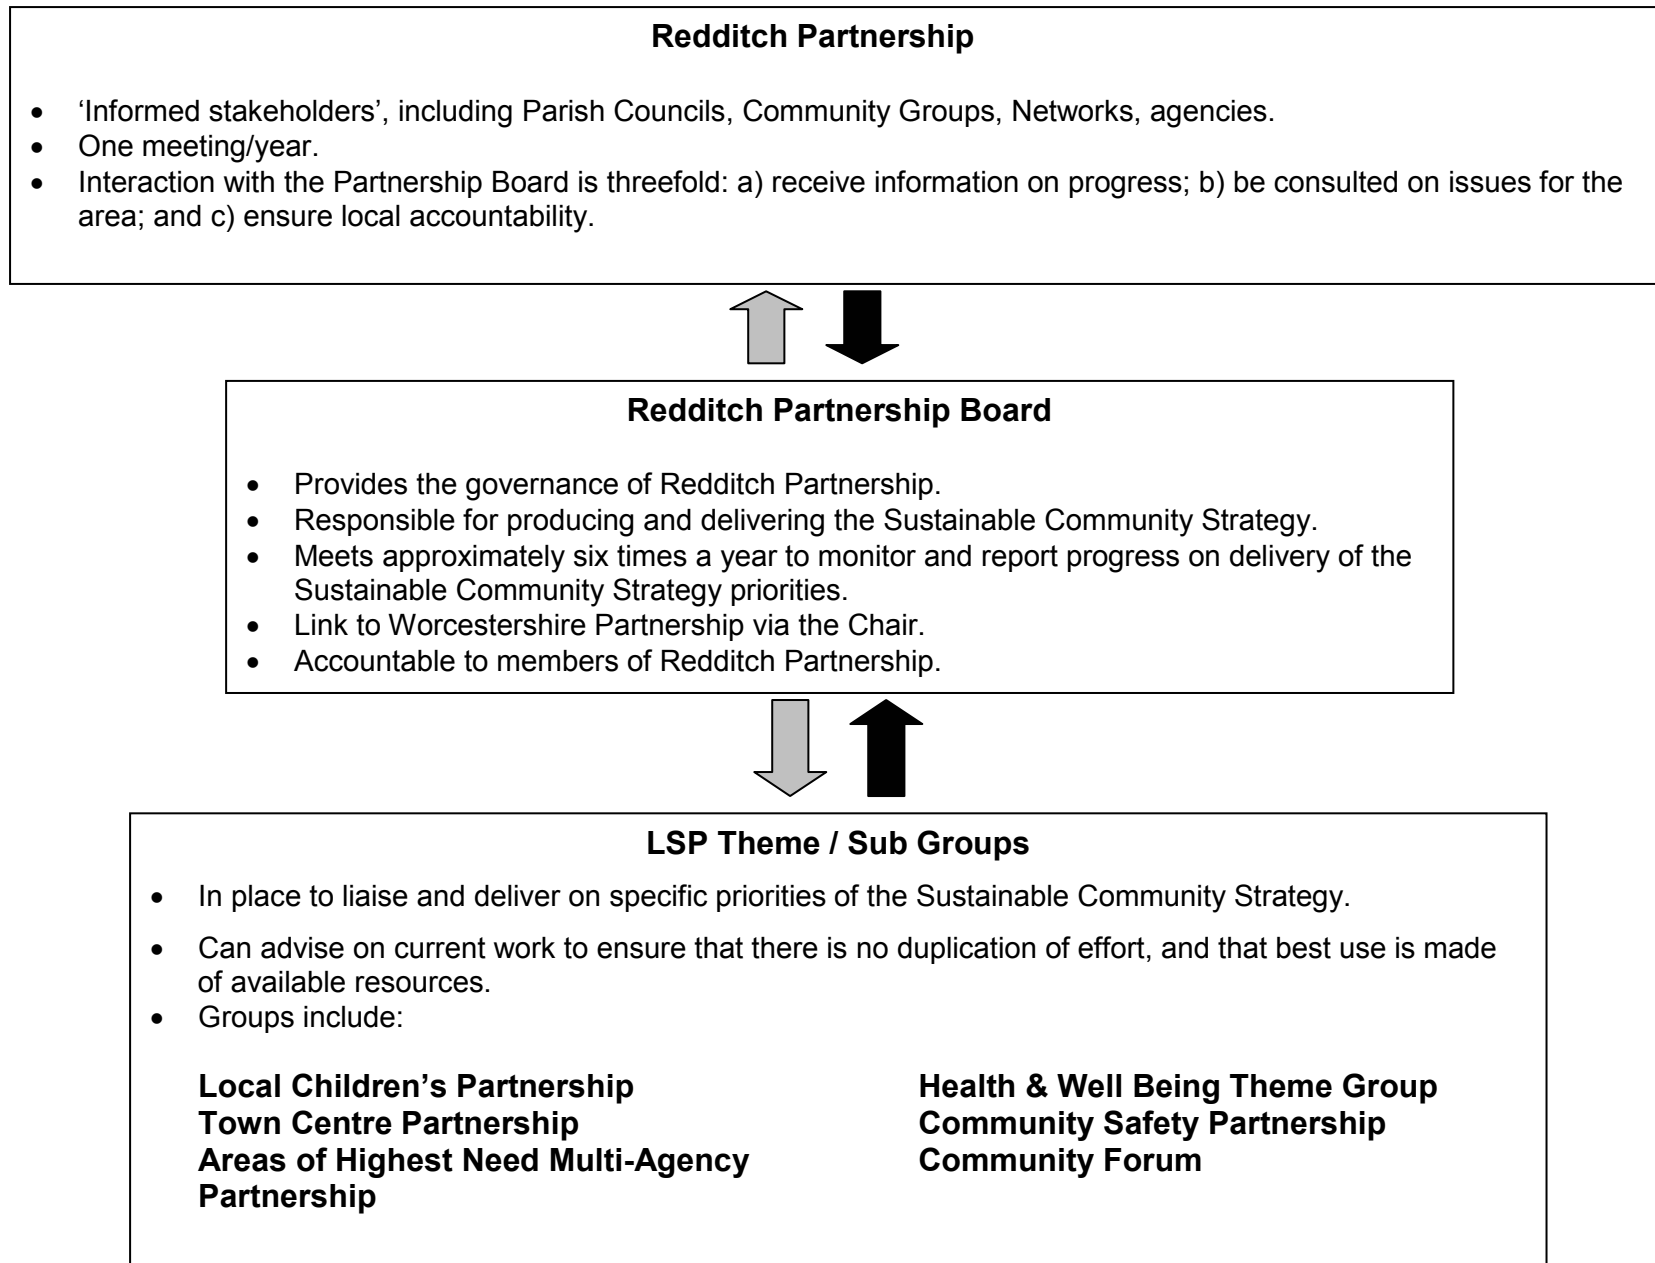 Redditch Partnership
• ‘Informed stakeholders’, including Parish Councils, Community Groups, Networks, agencies.
• One meeting/year.
• Interaction with the Partnership Board is threefold: a) receive information on progress; b) be consulted on issues for the
area; and c) ensure local accountability.
Redditch Partnership Board
• Provides the governance of Redditch Partnership.
• Responsible for producing and delivering the Sustainable Community Strategy.
• Meets approximately six times a year to monitor and report progress on delivery of the
Sustainable Community Strategy priorities.
• Link to Worcestershire Partnership via the Chair.
• Accountable to members of Redditch Partnership.
LSP Theme / Sub Groups
• In place to liaise and deliver on specific priorities of the Sustainable Community Strategy.
• Can advise on current work to ensure that there is no duplication of effort, and that best use is made
of available resources.
• Groups include:
Local Children’s Partnership
Town Centre Partnership
Areas of Highest Need Multi-Agency
Partnership
Health & Well Being Theme Group
Community Safety Partnership
Community Forum